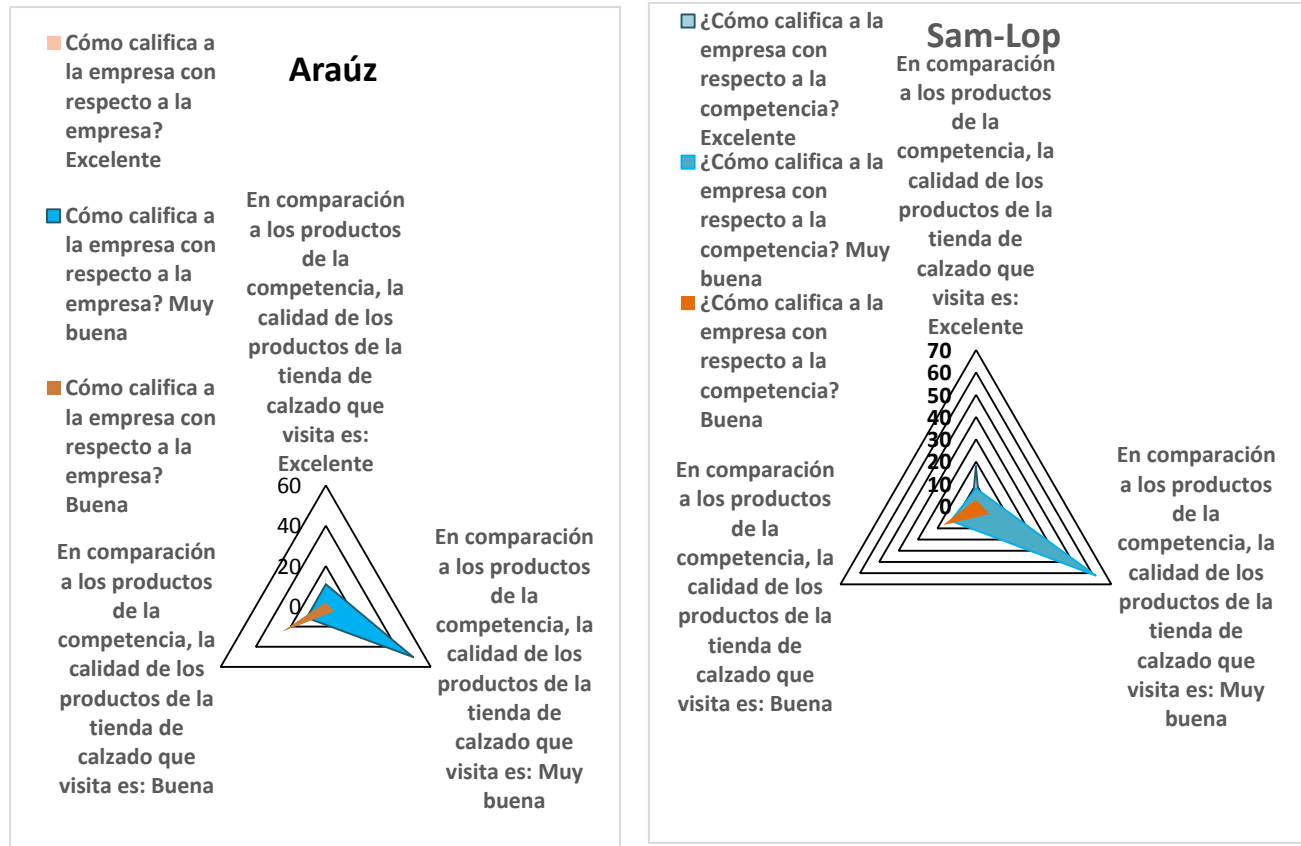 Araúz
Cómo califica a
la empresa con
respecto a la
empresa?
Excelente
Cómo califica a
la empresa con
respecto a la
empresa? Muy
buena
Cómo califica a
la empresa con
respecto a la
empresa?
Buena
En comparación
a los productos
de la
competencia, la
calidad de los
productos de la
tienda de
calzado que
visita es:
Excelente
60
40
20
0
En comparación
a los productos
de la
competencia, la
calidad de los
productos de la
tienda de
calzado que
visita es: Muy
buena
En comparación
a los productos
de la
competencia, la
calidad de los
productos de la
tienda de
calzado que
visita es: Buena
Sam-Lop
¿Cómo califica a la
empresa con
respecto a la
competencia?
Excelente
¿Cómo califica a la
empresa con
respecto a la
competencia? Muy
buena
¿Cómo califica a la
empresa con
respecto a la
competencia?
Buena
En comparación
a los productos
de la
competencia, la
calidad de los
productos de la
tienda de
calzado que
visita es:
Excelente
70
60
50
40
30
20
10
0
En comparación
a los productos
de la
competencia, la
calidad de los
productos de la
tienda de
calzado que
visita es: Muy
buena
En comparación
a los productos
de la
competencia, la
calidad de los
productos de la
tienda de
calzado que
visita es: Buena